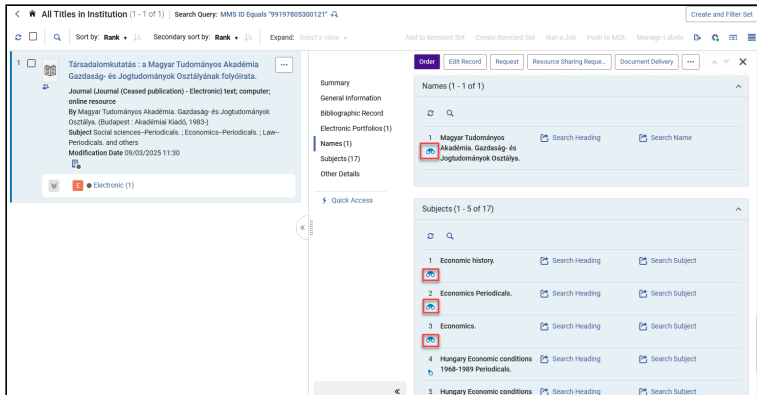 All Titles in Institution (1 - 1 of 1) Search Query: MMS ID Equals "99197805300121"
Create and Filter Set
Sort by: Rank Secondary sort by: Rank Expand: Select a value
Add to Itemized Set Create Itemized Set Run a Job Push to MDE Manage Labels
1 Társadalomkutatás : a Magyar Tudományos Akadémia
Gazdaság- és Jogtudományok Osztályának folyóirata.
Journal (Journal (Ceased publication) - Electronic) text; computer;
online resource
By Magyar Tudományos Akadémia. Gazdaság- és Jogtudományok
Osztálya. (Budapest : Akadémiai Kiadó, 1983-)
Subject Social sciences--Periodicals. ; Economics--Periodicals. ; Law--
Periodicals. and others
Modification Date 09/03/2025 11:30
E Electronic (1)
Summary
General Information
Bibliographic Record
Electronic Portfolios (1)
Names (1)
Subjects (17)
Other Details
Quick Access
Order Edit Record Request Resource Sharing Reque... Document Delivery
Names (1 - 1 of 1)
1 Magyar Tudományos Search Heading Search Name
Akadémia. Gazdaság- és
Jogtudományok Osztálya.
Subjects (1 - 5 of 17)
1 Economic history. Search Heading Search Subject
2 Economics Periodicals. Search Heading Search Subject
3 Economics. Search Heading Search Subject
4 Hungary Economic conditions Search Heading Search Subject
1968-1989 Periodicals.
5 Hungary Economic conditions Search Heading Search Subject